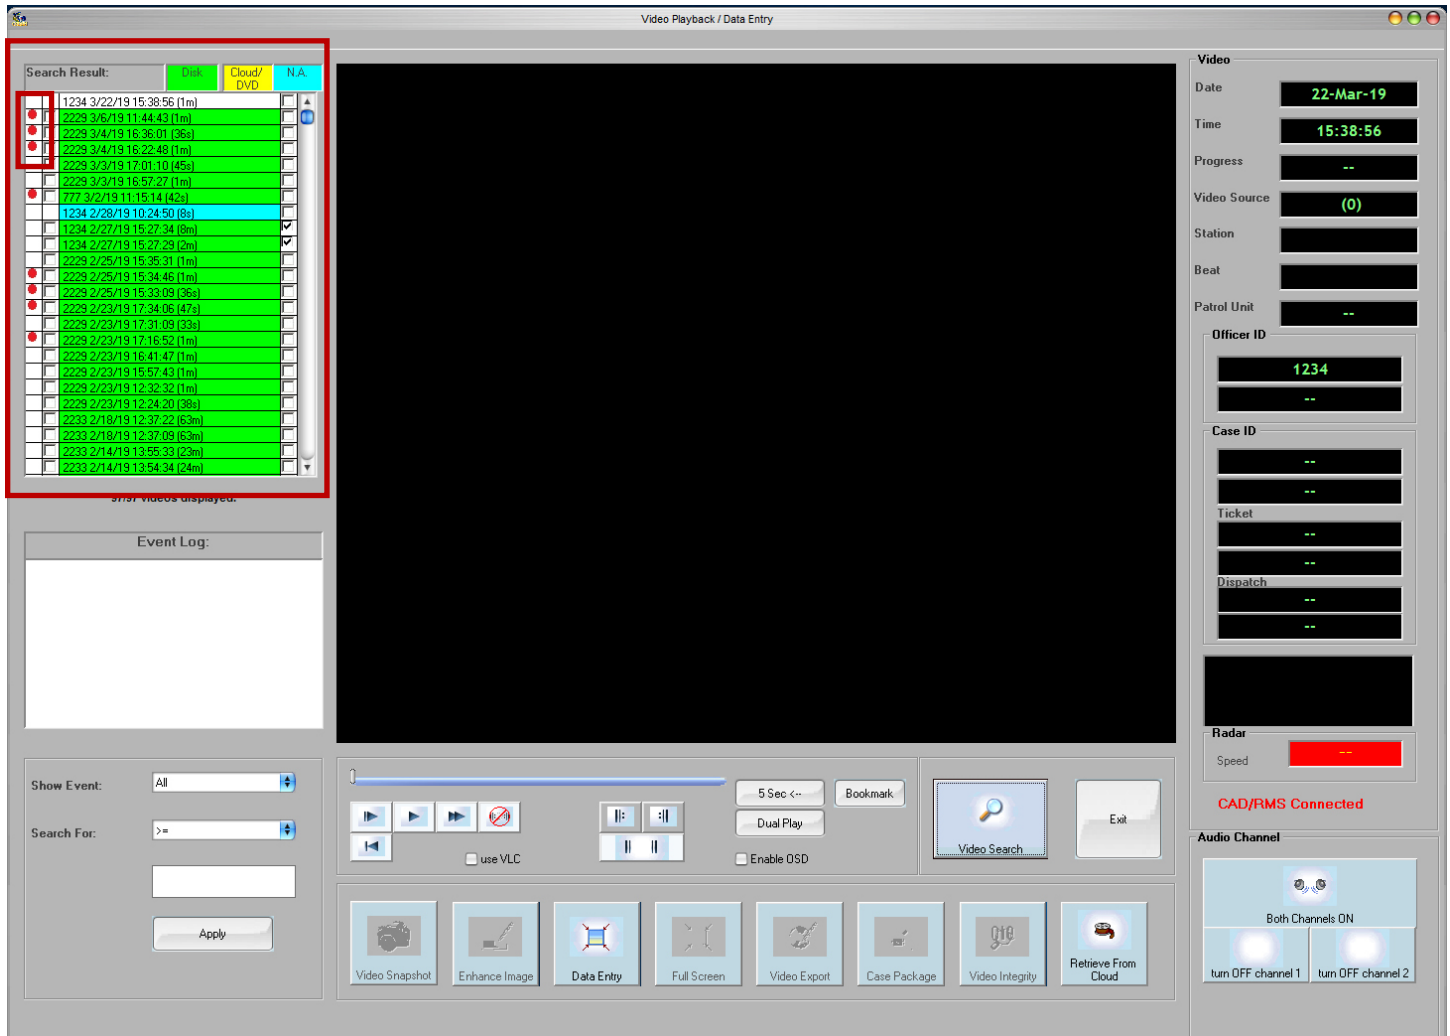 Video Playback / Data Entry
Search Result:
Disk
Cloud/
DVD
N.A.
1234 3/22/19 15:38:56 (1m)
2229 3/6/19 11:44:43 (1m)
2229 3/4/19 16:36:01 (36s)
2229 3/4/19 16:22:48 (1m)
2229 3/3/19 17:01:10 (45s)
2229 3/3/19 16:57:27 (1m)
777 3/2/19 11:15:14 (42s)
1234 2/28/19 10:24:50 (8s)
1234 2/27/19 15:27:34 (8m)
1234 2/27/19 15:27:29 (2m)
2229 2/25/19 15:35:31 (1m)
2229 2/25/19 15:34:46 (1m)
2229 2/25/19 15:33:09 (36s)
2229 2/23/19 17:34:06 (47s)
2229 2/23/19 17:31:09 (33s)
2229 2/23/19 17:16:52 (1m)
2229 2/23/19 16:41:47 (1m)
2229 2/23/19 15:57:43 (1m)
2229 2/23/19 12:32:32 (1m)
2229 2/23/19 12:24:20 (38s)
2233 2/18/19 12:37:22 (63m)
2233 2/18/19 12:37:09 (63m)
2233 2/14/19 13:55:33 (23m)
2233 2/14/19 13:54:34 (24m)
97/97 videos displayed.
Event Log:
Show Event:
All
Search For:
>=
Apply
5 Sec <--
Bookmark
Dual Play
use VLC
Enable OSD
Video Search
Exit
Video Snapshot
Enhance Image
Data Entry
Full Screen
Video Export
Case Package
gte
Video Integrity
Retrieve From
Cloud
Video
Date
22-Mar-19
Time
15:38:56
Progress
--
Video Source
(0)
Station
Beat
Patrol Unit
--
Officer ID
1234
--
Case ID
--
--
Ticket
--
--
Dispatch
--
--
Radar
Speed
--
CAD/RMS Connected
Audio Channel
Both Channels ON
turn OFF channel 1
turn OFF channel 2